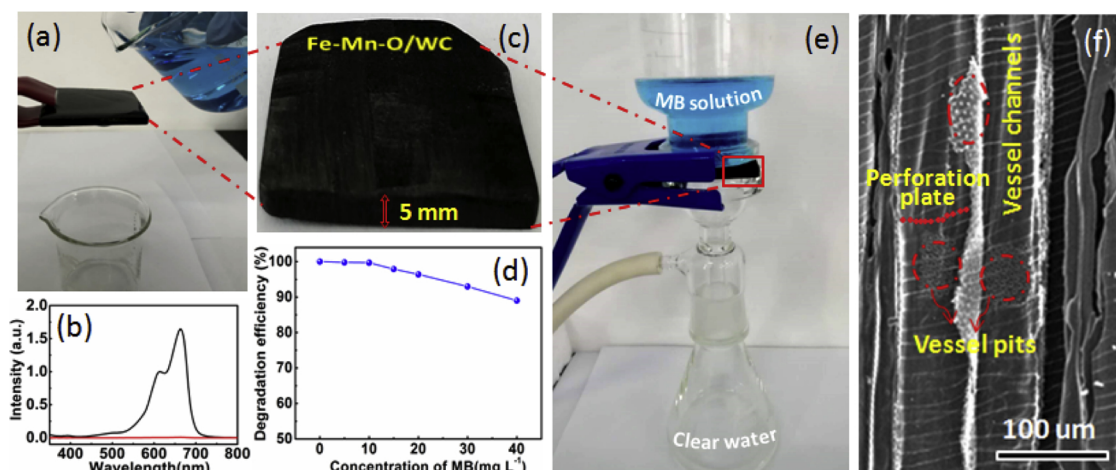 (a)
Fe-Mn-O/WC
(c)
5 mm
(b)
2.0
1.5
1.0
0.5
0.0
400 500 600 700 800
Intensity (a.u.)
Wavelength(nm)
(d)
100
90
80
70
60
50
0 10 20 30 40
Degradation efficiency (%)
Concentration of MB(mg L-1)
(e)
MB solution
Clear water
(f)
Vessel channels
Perforation
plate
Vessel pits
100 um